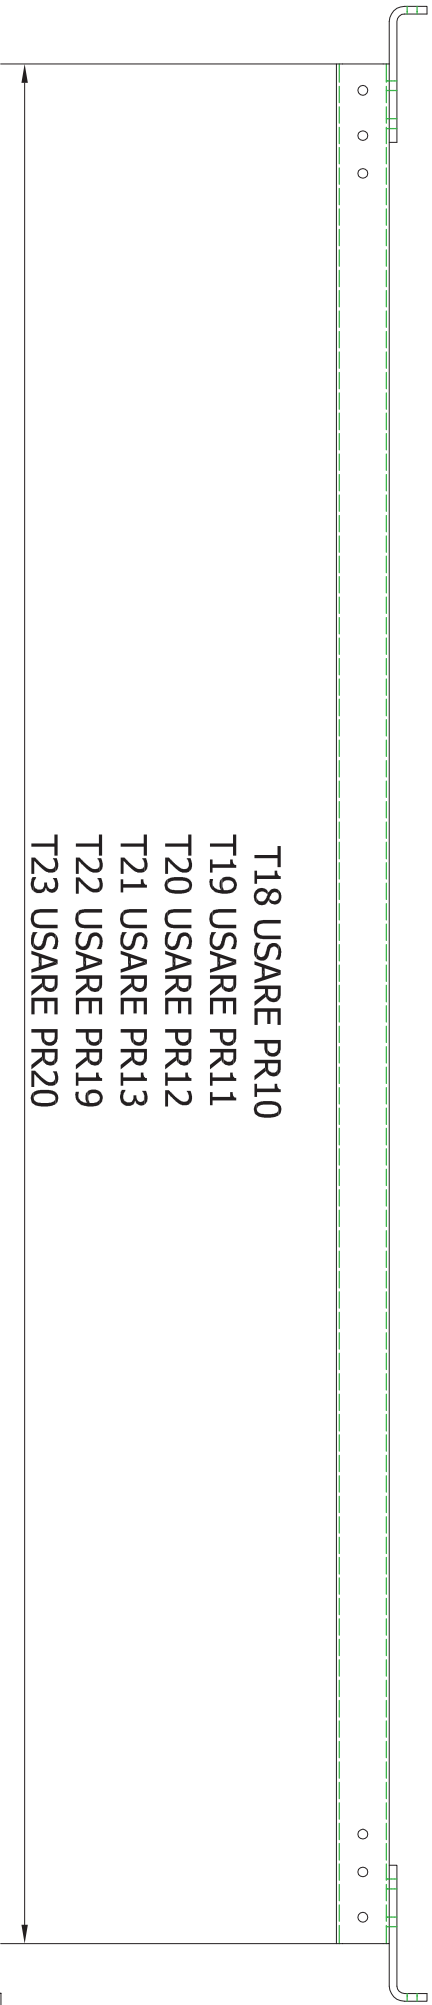 T18 USARE PR10
T19 USARE PR11
T20 USARE PR12
T21 USARE PR13
T22 USARE PR19
T23 USARE PR20